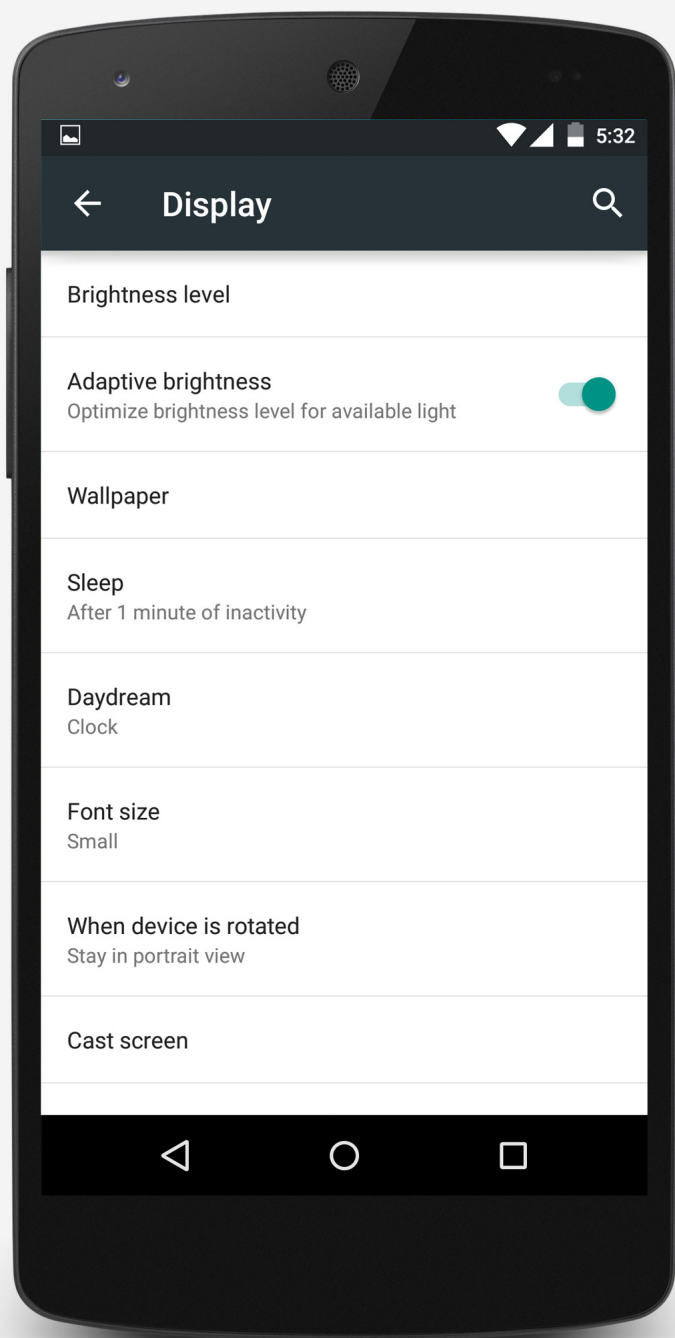 5:32
Display
Brightness level
Adaptive brightness
Optimize brightness level for available light
Wallpaper
Sleep
After 1 minute of inactivity
Daydream
Clock
Font size
Small
When device is rotated
Stay in portrait view
Cast screen